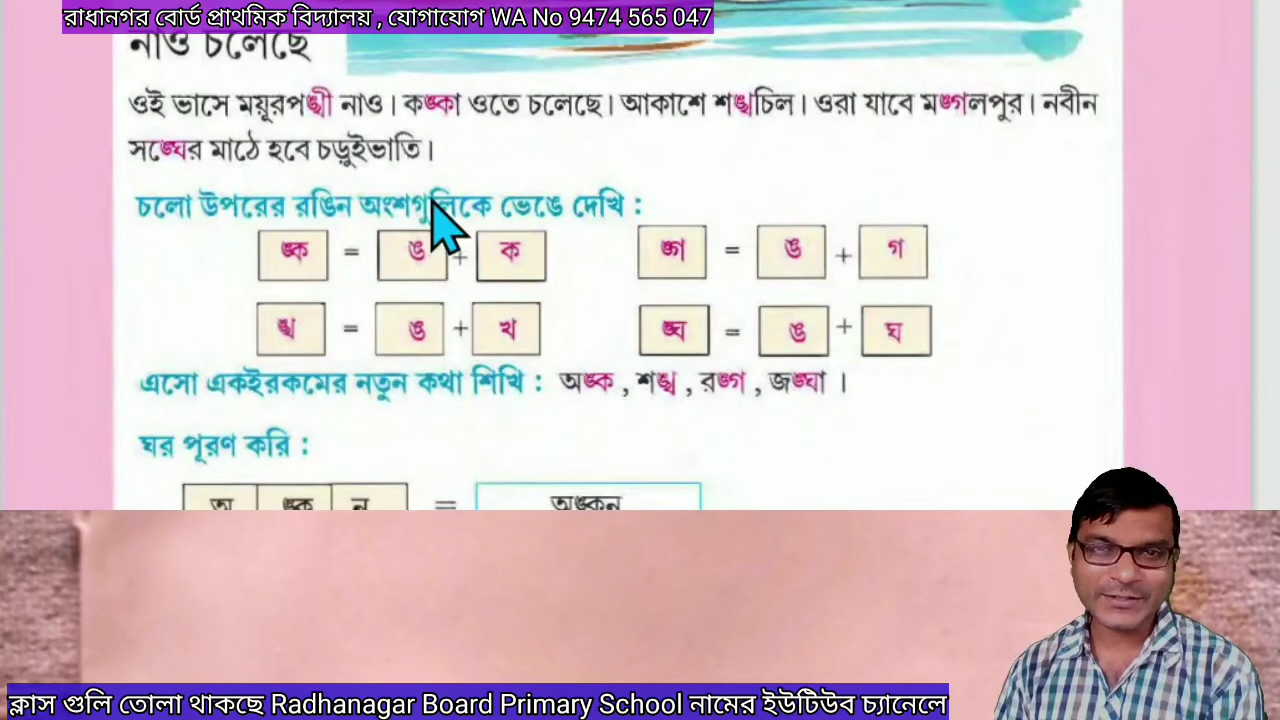 রাধানগর বোর্ড প্রাথমিক বিদ্যালয় , যোগাযোগ WA No 9474 565 047
নাও চলেছে
ওই ভাসে ময়ূরপঙ্খী নাও। কঙ্কা ওতে চলেছে। আকাশে শঙ্খচিল। ওরা যাবে মঙ্গলপুর। নবীন
সঙ্ঘের মাঠে হবে চড়ুইভাতি।
চলো উপরের রঙিন অংশগুলিকে ভেঙে দেখি :
ঙ্ক = ঙ + ক ঙ্গ = ঙ + গ
ঙ্খ = ঙ + খ ঙ্ঘ = ঙ + ঘ
এসো একইরকমের নতুন কথা শিখি : অঙ্ক , শঙ্খ , রঙ্গ , জঙ্ঘা ।
ঘর পূরণ করি :
অ ঙ্ক ন = অঙ্কন
ক্লাস গুলি তোলা থাকছে Radhanagar Board Primary School নামের ইউটিউব চ্যানেলে